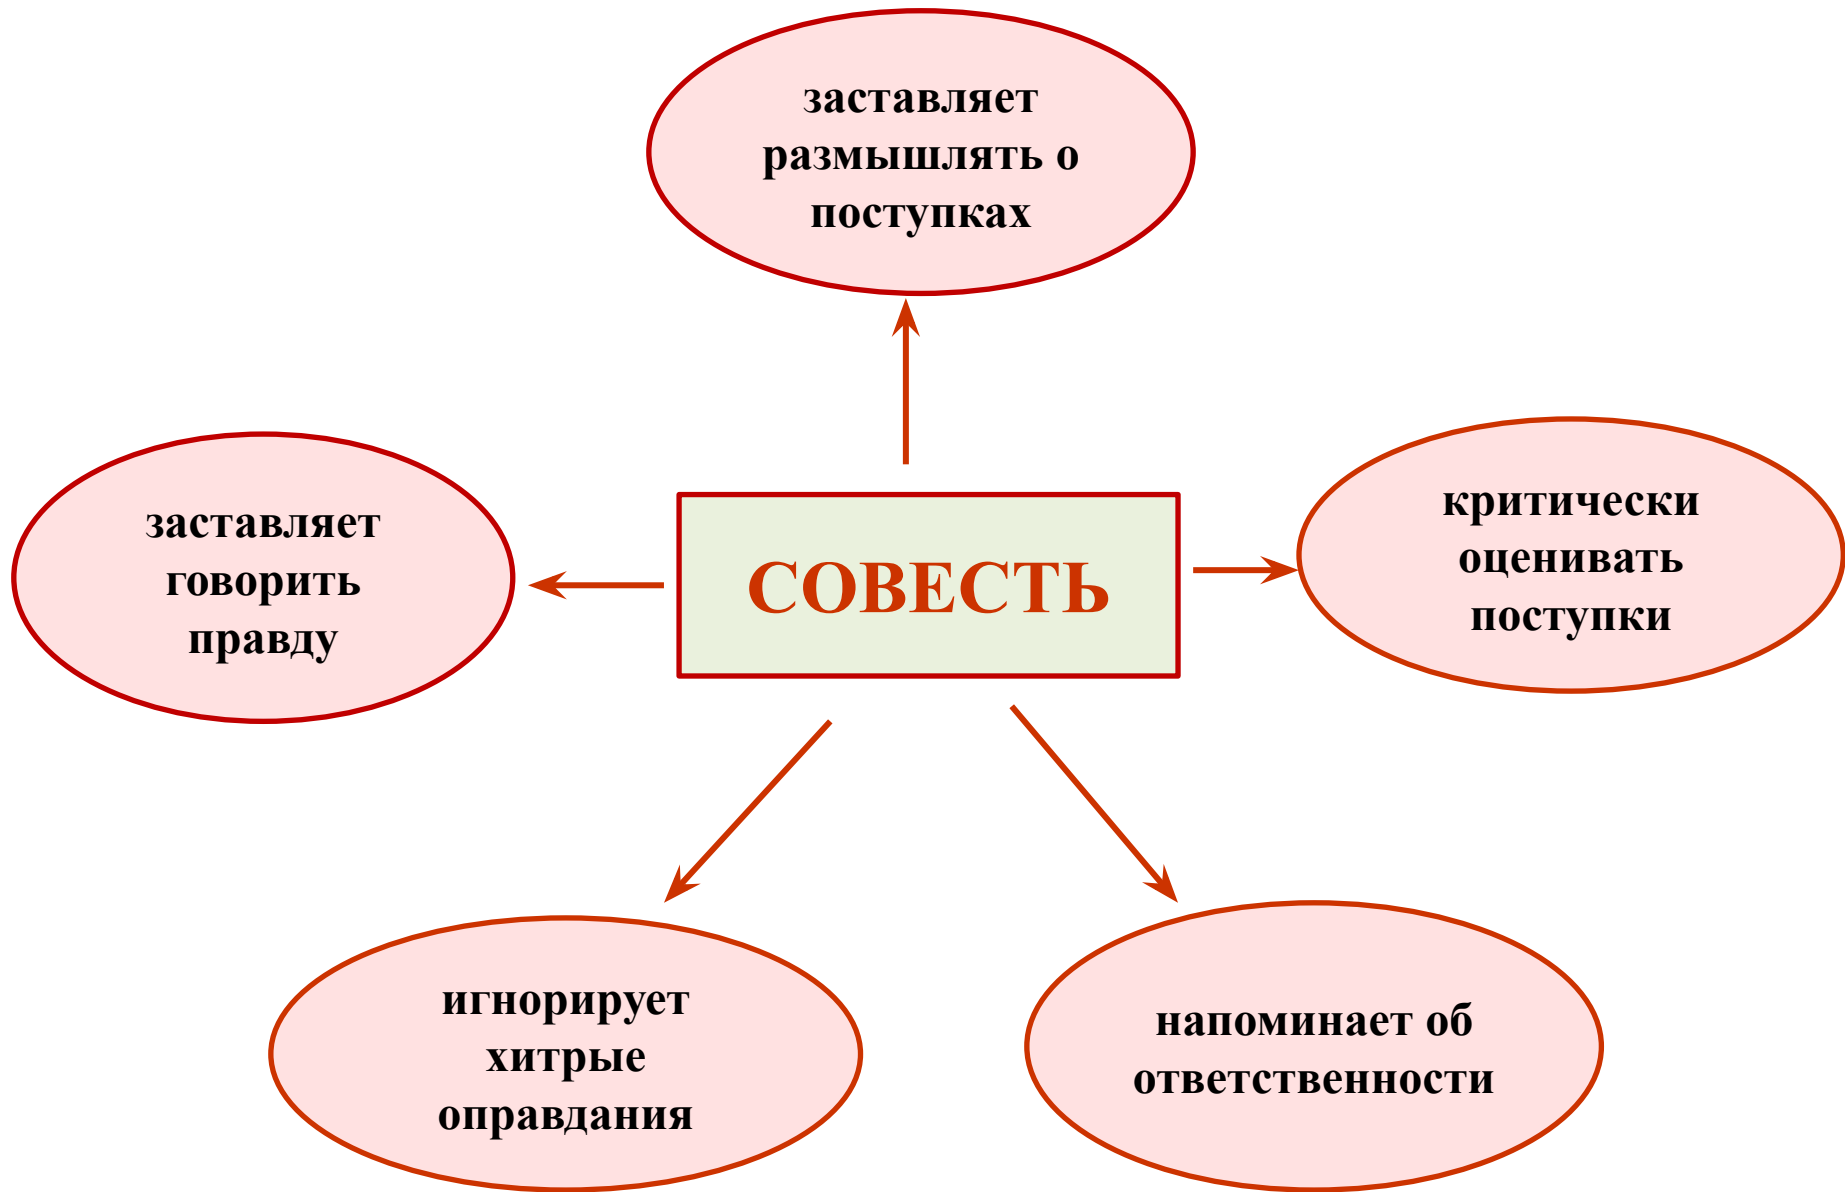 заставляет
размышлять о
поступках
заставляет
говорить
правду
СОВЕСТЬ
критически
оценивать
поступки
игнорирует
хитрые
оправдания
напоминает об
ответственности